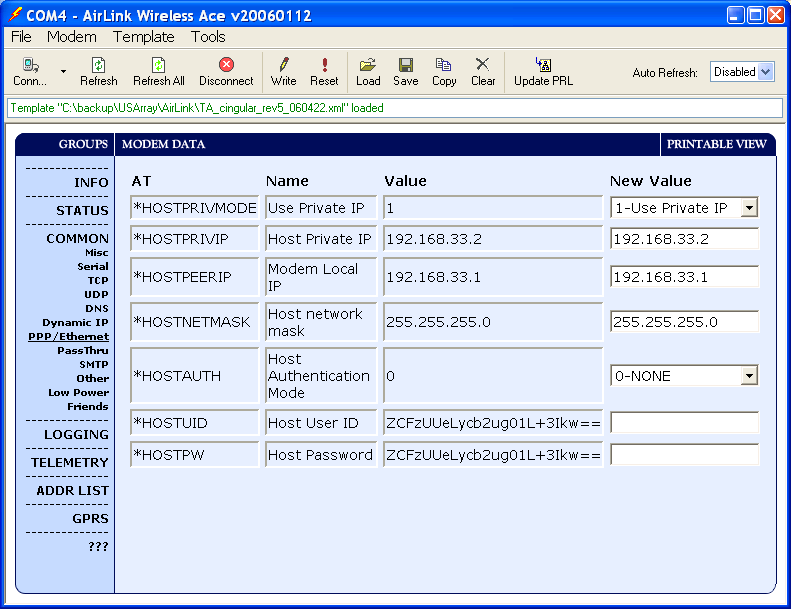 COM4 - AirLink Wireless Ace v20060112
File Modem Template Tools
Conn... Refresh Refresh All Disconnect Write Reset Load Save Copy Clear Update PRL Auto Refresh: Disabled
Template "C:\backup\USArray\AirLink\TA_cingular_rev5_060422.xml" loaded
GROUPS MODEM DATA PRINTABLE VIEW
INFO
STATUS
COMMON
Misc
Serial
TCP
UDP
DNS
Dynamic IP
PPP/Ethernet
PassThru
SMTP
Other
Low Power
Friends
LOGGING
TELEMETRY
ADDR LIST
GPRS
???
AT Name Value New Value
*HOSTPRIVMODE Use Private IP 1 1-Use Private IP
*HOSTPRIVIP Host Private IP 192.168.33.2 192.168.33.2
*HOSTPEERIP Modem Local IP 192.168.33.1 192.168.33.1
*HOSTNETMASK Host network mask 255.255.255.0 255.255.255.0
*HOSTAUTH Host Authentication Mode 0 0-NONE
*HOSTUID Host User ID ZCFzUUeLycb2ug01L+3Ikw==
*HOSTPW Host Password ZCFzUUeLycb2ug01L+3Ikw==